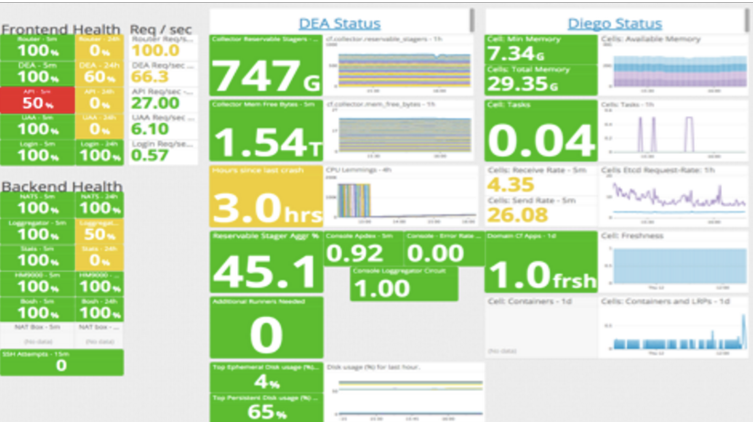 Frontend Health
Router - 5m
100%
Router - 24h
0%
DEA - 5m
100%
DEA - 24h
60%
API - 5m
50%
API - 24h
0%
UAA - 5m
100%
UAA - 24h
0%
Login - 5m
100%
Login - 24h
100%
Req / sec
Router Req/s...
100.0
DEA Req/sec ...
66.3
API Req/sec -...
27.00
UAA Req/sec...
6.10
Login Req/se...
0.57
Backend Health
NATS - 5m
100%
NATS - 24h
100%
Loggregator - 5m
100%
Loggregat...
50%
Stats - 5m
100%
Stats - 24h
0%
HM9000 - 5m
100%
HM9000 - ...
100%
Bosh - 5m
100%
Bosh - 24h
100%
NAT Box - 5m
(No data)
NAT Box - ...
(No data)
SSH Attempts - 15m
0
DEA Status
Collector Reservable Stagers - ...
747G
cf.collector.reservable_stagers - 1h
Collector Mem Free Bytes - 5m
1.54T
cf.collector.mem_free_bytes - 1h
Hours since last crash
3.0hrs
CPU Lemmings - 4h
Reservable Stager Aggr %
45.1
Console Apdex - 5m
0.92
Console - Error Rate ...
0.00
Console Loggregator Circuit
1.00
Additional Runners Needed
0
Top Ephemeral Disk usage (%)...
4%
Top Persistent Disk usage (%)...
65%
Disk usage (%) for last hour.
Diego Status
Cell: Min Memory
7.34G
Cells: Total Memory
29.35G
Cells: Available Memory
Cell: Tasks
0.04
Cells: Tasks - 1h
Cells: Receive Rate - 5m
4.35
Cells: Send Rate - 5m
26.08
Cells Etcd Request-Rate: 1h
Domain Cf Apps - 1d
1.0frsh
Cell: Freshness
Cell: Containers - 1d
(No data)
Cells: Containers and LRPs - 1d